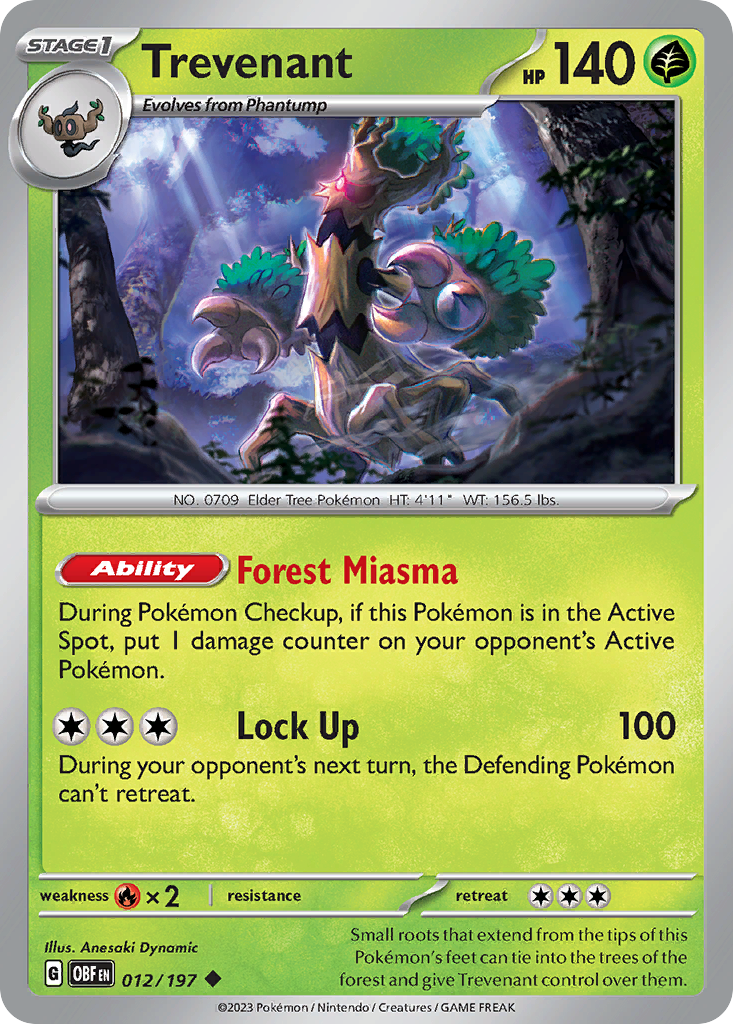 STAGE 1
Trevenant
HP 140
Evolves from Phantump
NO. 0709 Elder Tree Pokémon HT: 4'11" WT: 156.5 lbs.
Ability Forest Miasma
During Pokémon Checkup, if this Pokémon is in the Active
Spot, put 1 damage counter on your opponent's Active
Pokémon.
Lock Up 100
During your opponent's next turn, the Defending Pokémon
can't retreat.
weakness ×2 resistance retreat
Illus. Anesaki Dynamic
G OBF EN 012/197
Small roots that extend from the tips of this
Pokémon's feet can tie into the trees of the
forest and give Trevenant control over them.
©2023 Pokémon / Nintendo / Creatures / GAME FREAK